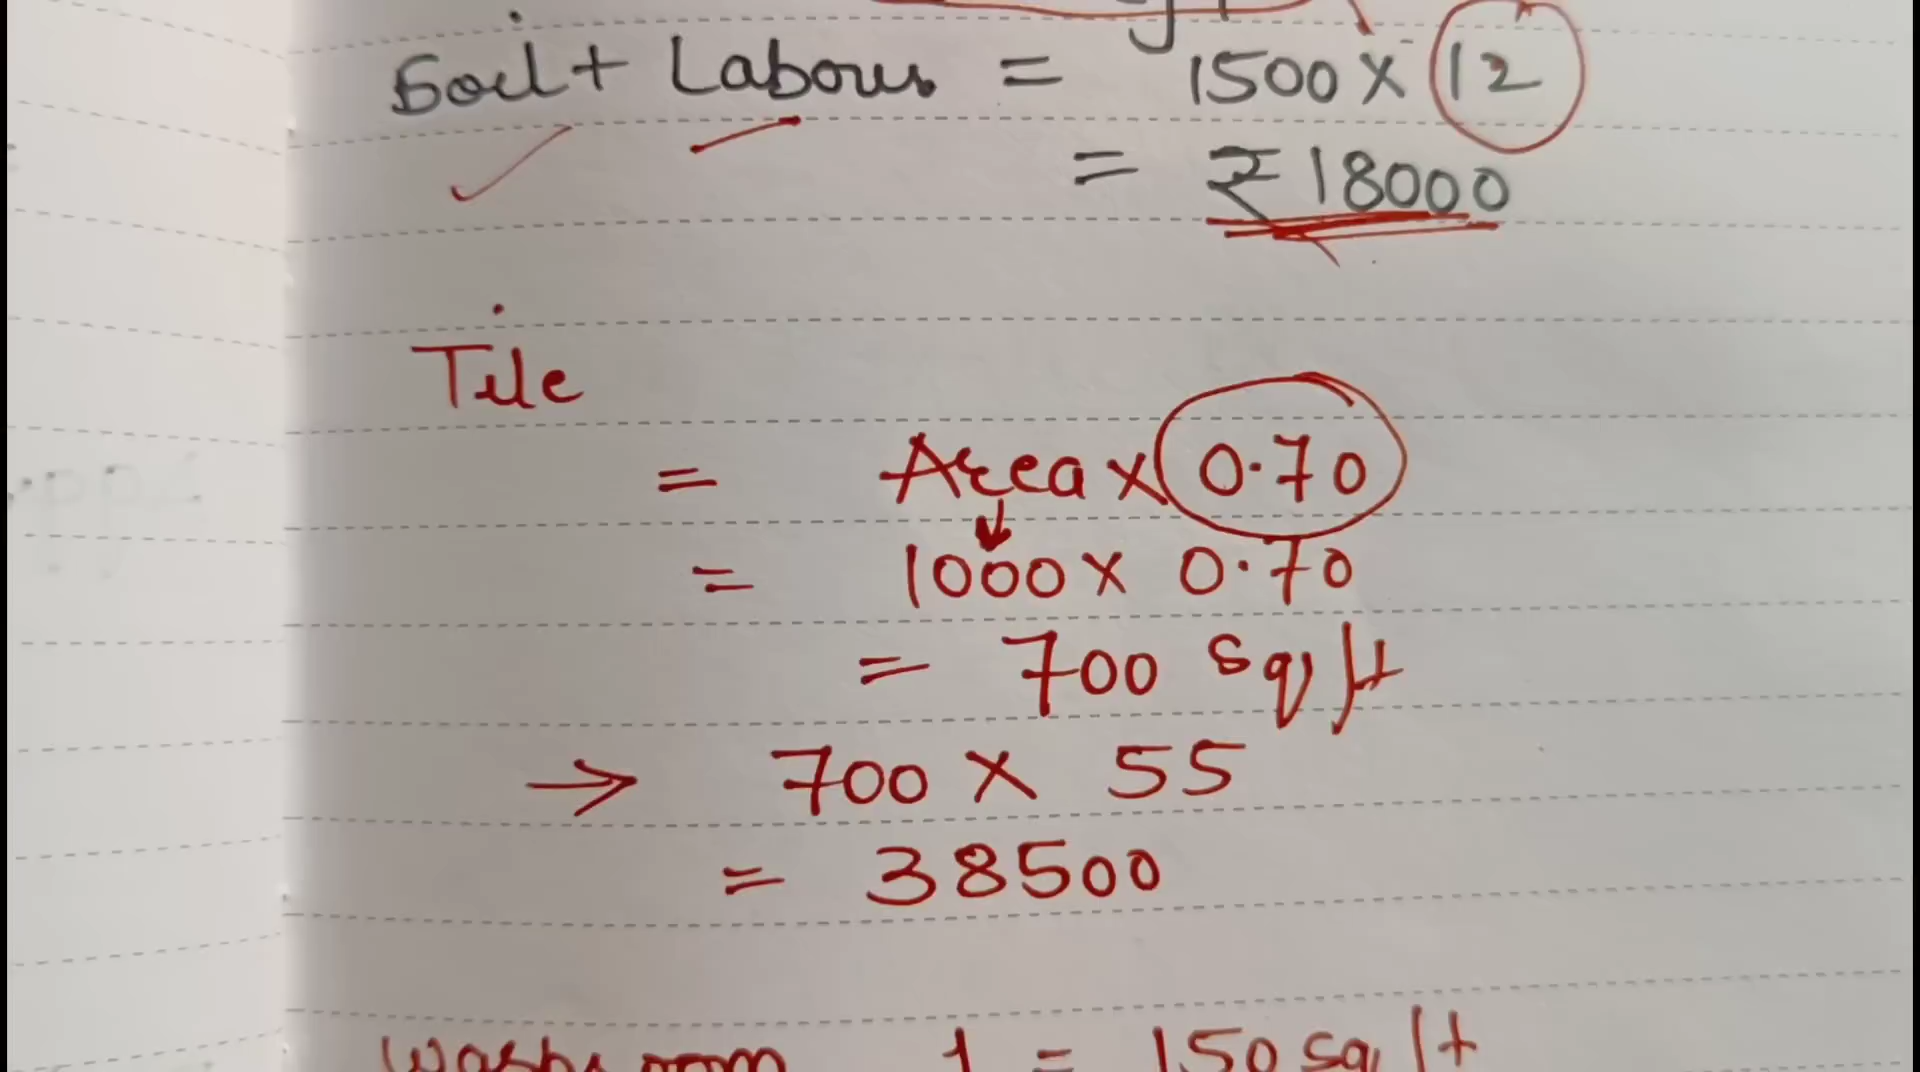 Soil + Labour = 1500 × 12
= ₹18000
Tile
= Area × 0.70
= 1000 × 0.70
= 700 sqft
→ 700 × 55
= 38500
Washroom 1 = 150 sqft